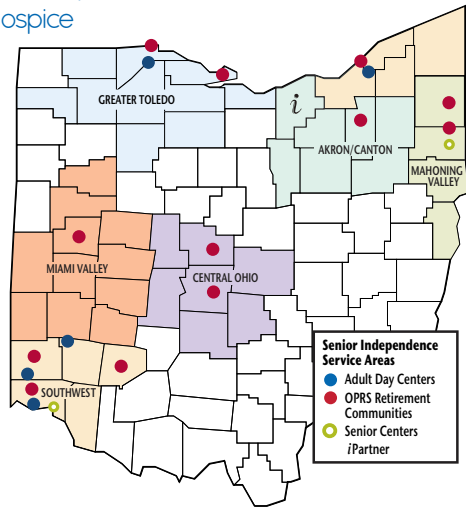 ospice
GREATER TOLEDO
i
AKRON/CANTON
MAHONING
VALLEY
MIAMI VALLEY
CENTRAL OHIO
SOUTHWEST
Senior Independence
Service Areas
Adult Day Centers
OPRS Retirement
Communities
Senior Centers
iPartner